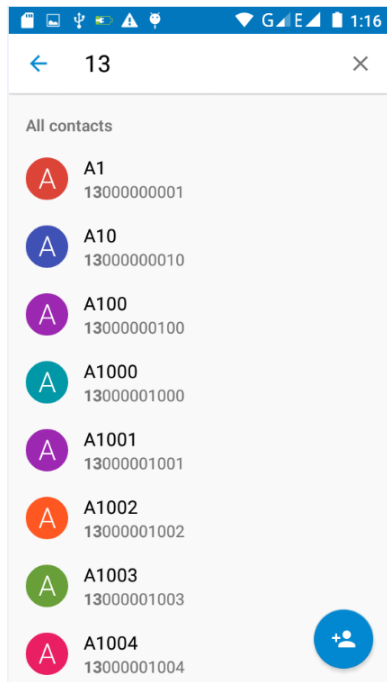 G E 1:16
13
All contacts
A
A1
13000000001
A
A10
13000000010
A
A100
13000000100
A
A1000
13000001000
A
A1001
13000001001
A
A1002
13000001002
A
A1003
13000001003
A
A1004
13000001004